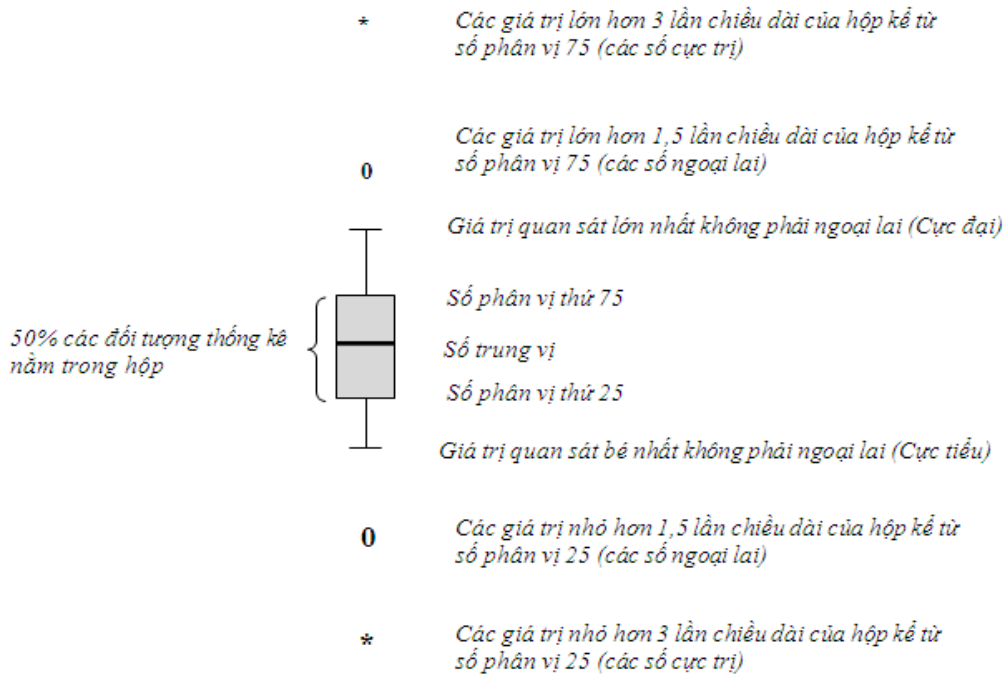 *
Các giá trị lớn hơn 3 lần chiều dài của hộp kể từ
số phân vị 75 (các số cực trị)
Các giá trị lớn hơn 1,5 lần chiều dài của hộp kể từ
số phân vị 75 (các số ngoại lai)
0
Giá trị quan sát lớn nhất không phải ngoại lai (Cực đại)
Số phân vị thứ 75
50% các đối tượng thống kê
nằm trong hộp
Số trung vị
Số phân vị thứ 25
Giá trị quan sát bé nhất không phải ngoại lai (Cực tiểu)
0
Các giá trị nhỏ hơn 1,5 lần chiều dài của hộp kể từ
số phân vị 25 (các số ngoại lai)
*
Các giá trị nhỏ hơn 3 lần chiều dài của hộp kể từ
số phân vị 25 (các số cực trị)